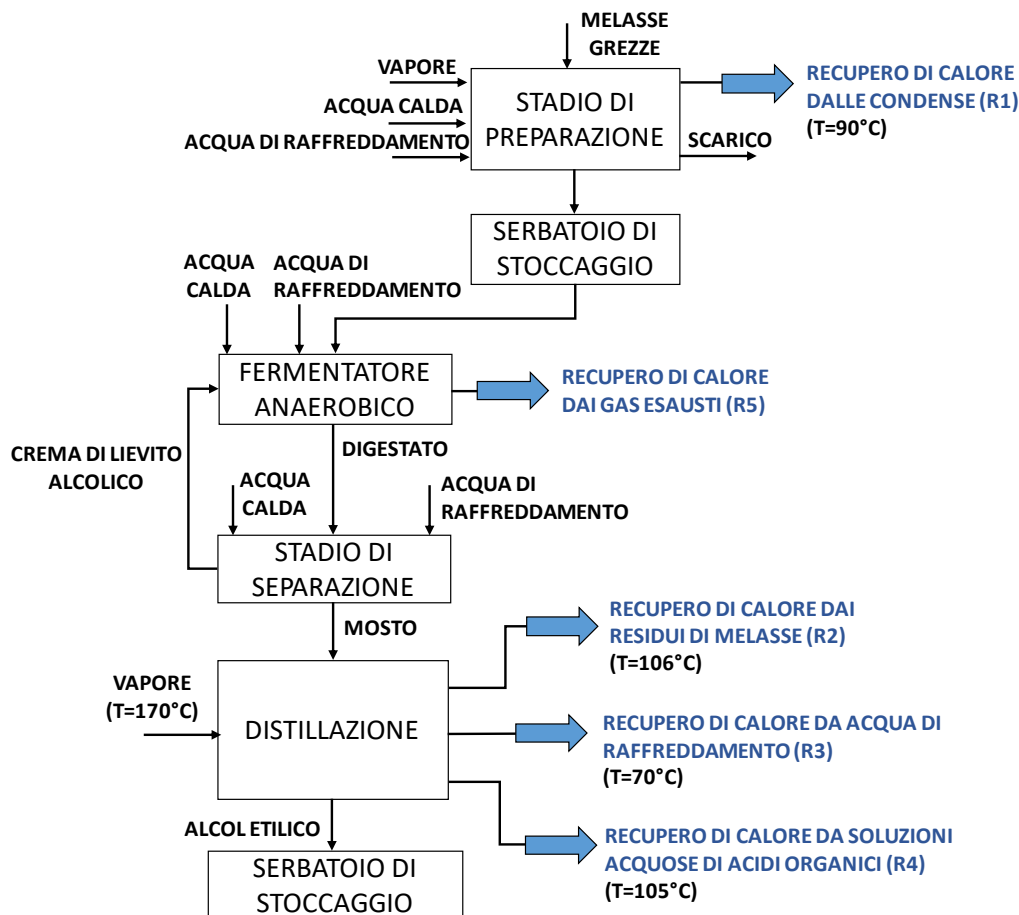 MELASSE
GREZZE
VAPORE
ACQUA CALDA
ACQUA DI RAFFREDDAMENTO
STADIO DI
PREPARAZIONE
RECUPERO DI CALORE
DALLE CONDENSE (R1)
(T=90°C)
SCARICO
SERBATOIO DI
STOCCAGGIO
ACQUA
CALDA
ACQUA DI
RAFFREDDAMENTO
FERMENTATORE
ANAEROBICO
RECUPERO DI CALORE
DAI GAS ESAUSTI (R5)
CREMA DI LIEVITO
ALCOLICO
DIGESTATO
ACQUA
CALDA
ACQUA DI
RAFFREDDAMENTO
STADIO DI
SEPARAZIONE
MOSTO
RECUPERO DI CALORE DAI
RESIDUI DI MELASSE (R2)
(T=106°C)
VAPORE
(T=170°C)
DISTILLAZIONE
RECUPERO DI CALORE DA ACQUA DI
RAFFREDDAMENTO (R3)
(T=70°C)
ALCOL ETILICO
RECUPERO DI CALORE DA SOLUZIONI
ACQUOSE DI ACIDI ORGANICI (R4)
(T=105°C)
SERBATOIO DI
STOCCAGGIO